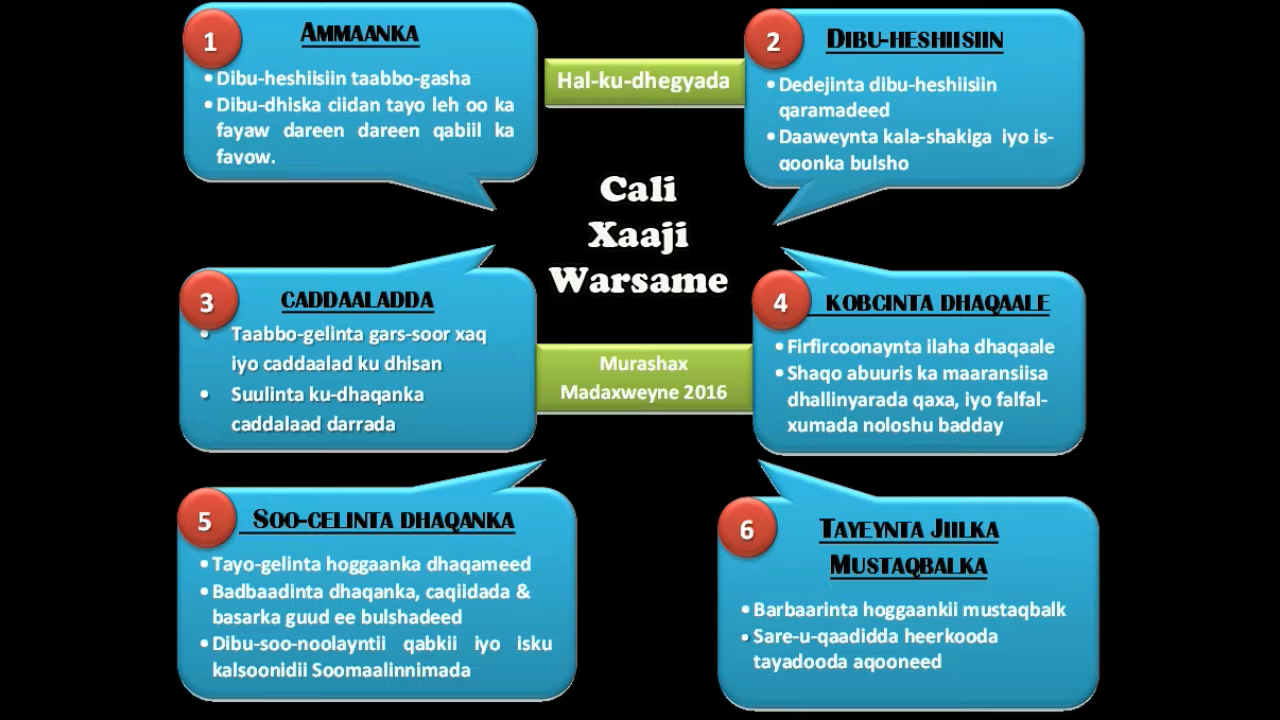 1
AMMAANKA
• Dibu-heshiisiin taabbo-gasha
• Dibu-dhiska ciidan tayo leh oo ka
fayaw dareen dareen qabiil ka
fayow.
Hal-ku-dhegyada
2
DIBU-HESHIISIIN
• Dedejinta dibu-heshiisiin
qaramadeed
• Daaweynta kala-shakiga iyo is-
qoonka bulsho
Cali
Xaaji
Warsame
3
CADDAALADDA
• Taabbo-gelinta gars-soor xaq
iyo caddaalad ku dhisan
• Suulinta ku-dhaqanka
caddalaad darrada
Murashax
Madaxweyne 2016
4
KOBCINTA DHAQAALE
• Firfircoonaynta ilaha dhaqaale
• Shaqo abuuris ka maaransiisa
dhallinyarada qaxa, iyo falfal-
xumada noloshu badday
5
SOO-CELINTA DHAQANKA
• Tayo-gelinta hoggaanka dhaqameed
• Badbaadinta dhaqanka, caqiidada &
basarka guud ee bulshadeed
• Dibu-soo-noolayntii qabkii iyo isku
kalsoonidii Soomaalinnimada
6
TAYEYNTA JIILKA
MUSTAQBALKA
• Barbaarinta hoggaankii mustaqbalk
• Sare-u-qaadidda heerkooda
tayadooda aqooneed